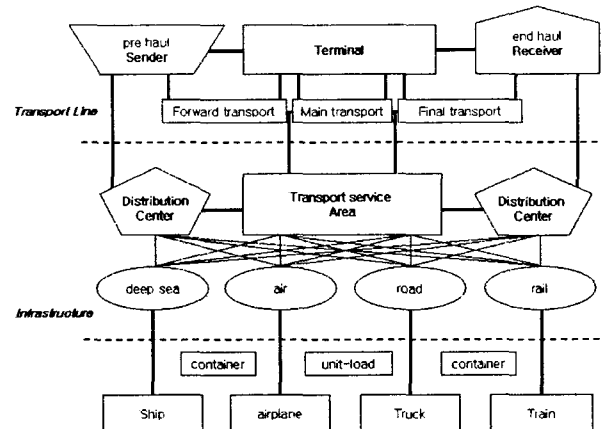 pre haul
Sender
Terminal
end haul
Receiver
Forward transport
Main transport
Final transport
Transport Line
Distribution
Center
Transport service
Area
Distribution
Center
deep sea
air
road
rail
Infrastructure
container
unit-load
container
Ship
airplane
Truck
Train